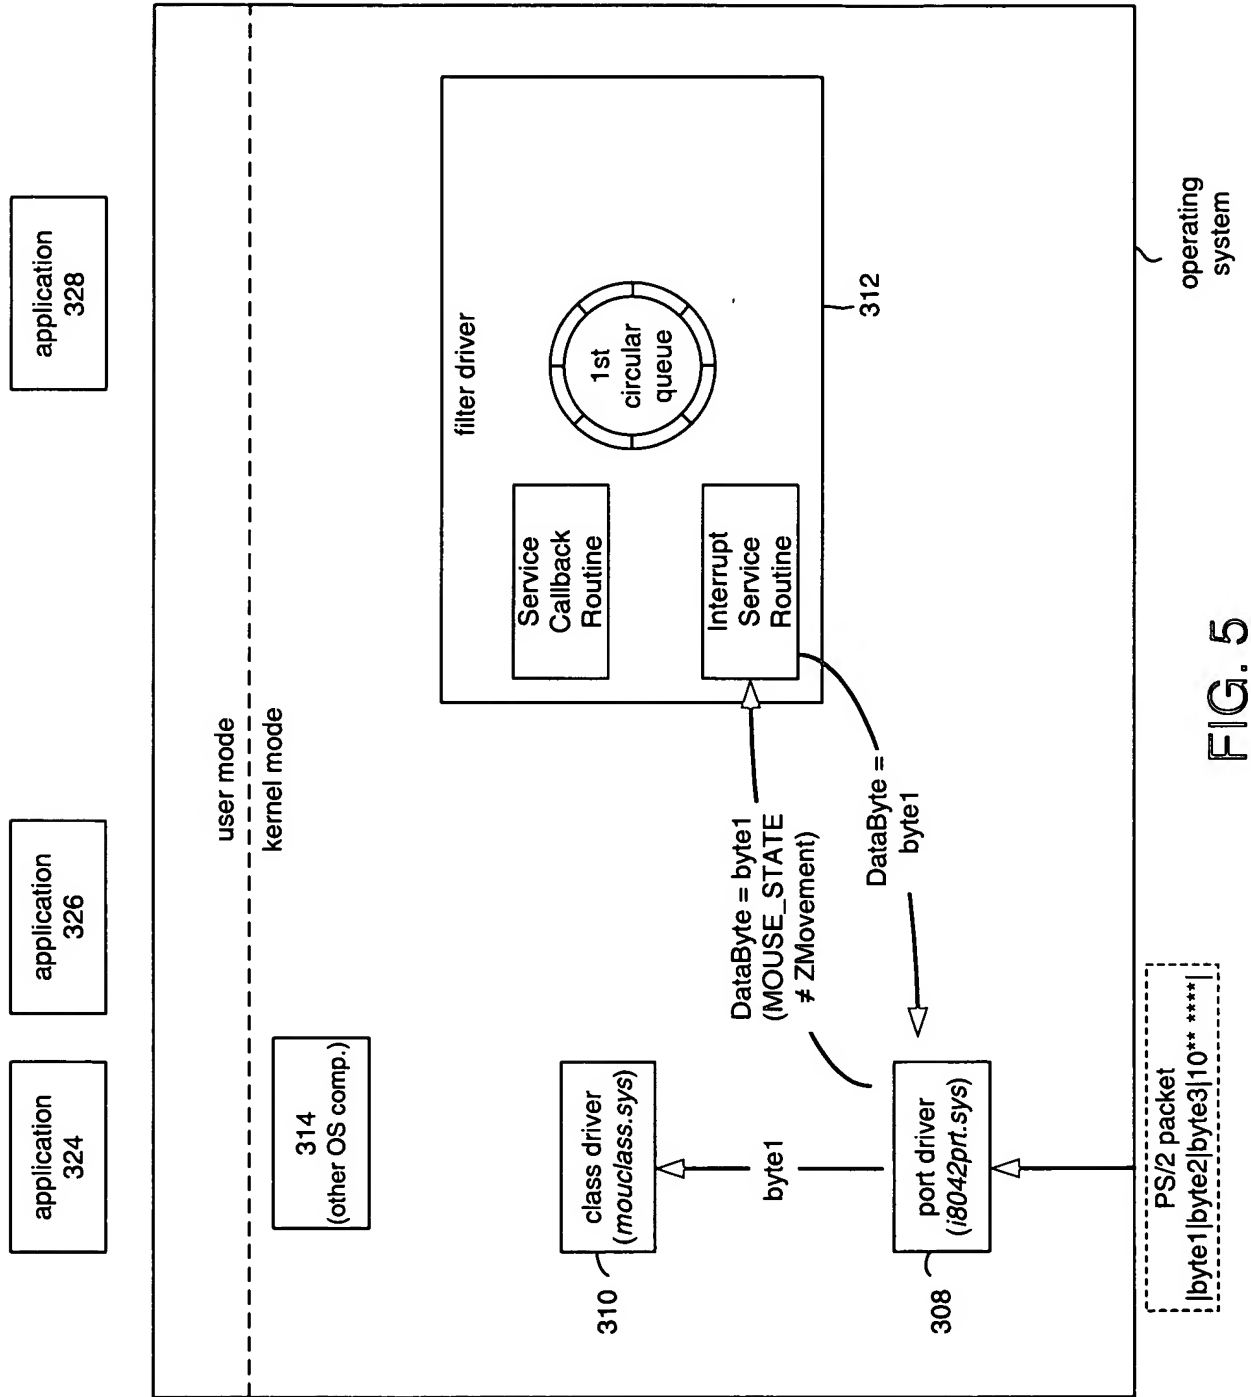 application
324
application
326
application
328
user mode
kernel mode
314
(other OS comp.)
filter driver
Service
Callback
Routine
1st
circular
queue
class driver
(mouclass.sys)
310
Interrupt
Service
Routine
312
byte1
DataByte = byte1
(MOUSE_STATE
≠ ZMovement)
DataByte =
byte1
port driver
(i8042prt.sys)
308
PS/2 packet
|byte1|byte2|byte3|10** ****|
operating
system
FIG. 5